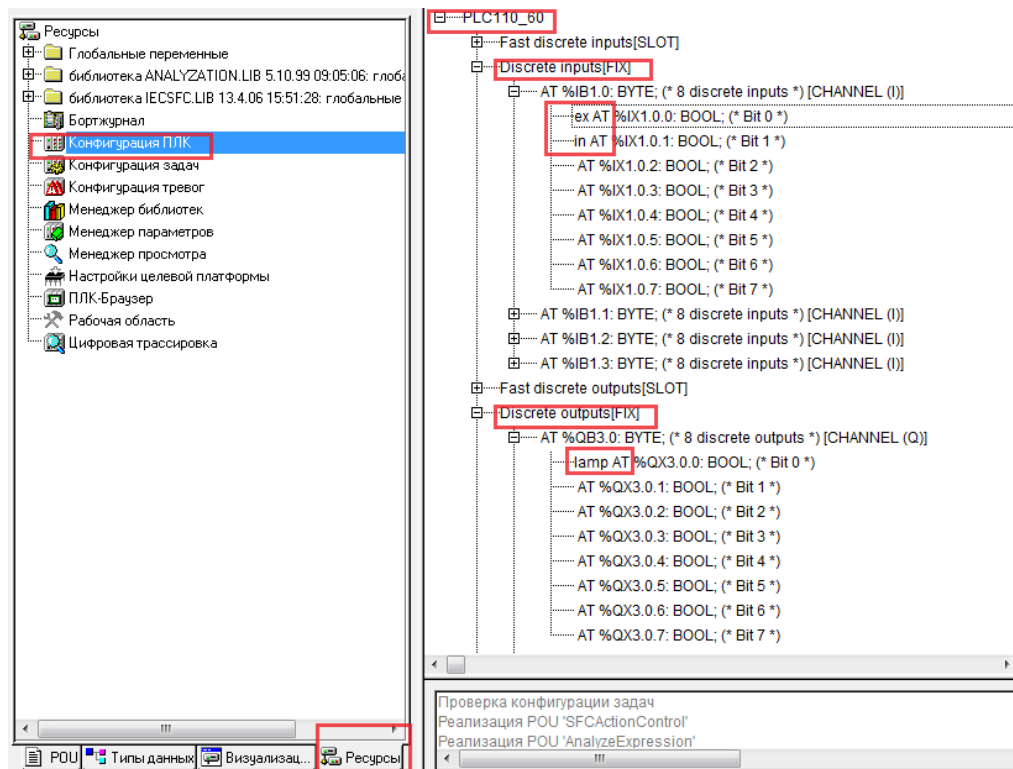 Ресурсы
Глобальные переменные
библиотека ANALYZATION.LIB 5.10.99 09:05:06: глоба
библиотека IECSFC.LIB 13.4.06 15:51:28: глобальные
Бортжурнал
Конфигурация ПЛК
Конфигурация задач
Конфигурация тревог
Менеджер библиотек
Менеджер параметров
Менеджер просмотра
Настройки целевой платформы
ПЛК-Браузер
Рабочая область
Цифровая трассировка
POU Типы данных Визуализац... Ресурсы
PLC110_60
Fast discrete inputs[SLOT]
Discrete inputs[FIX]
AT %IB1.0: BYTE; (* 8 discrete inputs *) [CHANNEL (I)]
ex AT %IX1.0.0: BOOL; (* Bit 0 *)
in AT %IX1.0.1: BOOL; (* Bit 1 *)
AT %IX1.0.2: BOOL; (* Bit 2 *)
AT %IX1.0.3: BOOL; (* Bit 3 *)
AT %IX1.0.4: BOOL; (* Bit 4 *)
AT %IX1.0.5: BOOL; (* Bit 5 *)
AT %IX1.0.6: BOOL; (* Bit 6 *)
AT %IX1.0.7: BOOL; (* Bit 7 *)
AT %IB1.1: BYTE; (* 8 discrete inputs *) [CHANNEL (I)]
AT %IB1.2: BYTE; (* 8 discrete inputs *) [CHANNEL (I)]
AT %IB1.3: BYTE; (* 8 discrete inputs *) [CHANNEL (I)]
Fast discrete outputs[SLOT]
Discrete outputs[FIX]
AT %QB3.0: BYTE; (* 8 discrete outputs *) [CHANNEL (Q)]
lamp AT %QX3.0.0: BOOL; (* Bit 0 *)
AT %QX3.0.1: BOOL; (* Bit 1 *)
AT %QX3.0.2: BOOL; (* Bit 2 *)
AT %QX3.0.3: BOOL; (* Bit 3 *)
AT %QX3.0.4: BOOL; (* Bit 4 *)
AT %QX3.0.5: BOOL; (* Bit 5 *)
AT %QX3.0.6: BOOL; (* Bit 6 *)
AT %QX3.0.7: BOOL; (* Bit 7 *)
Проверка конфигурации задач
Реализация POU 'SFCActionControl'
Реализация POU 'AnalyzeExpression'